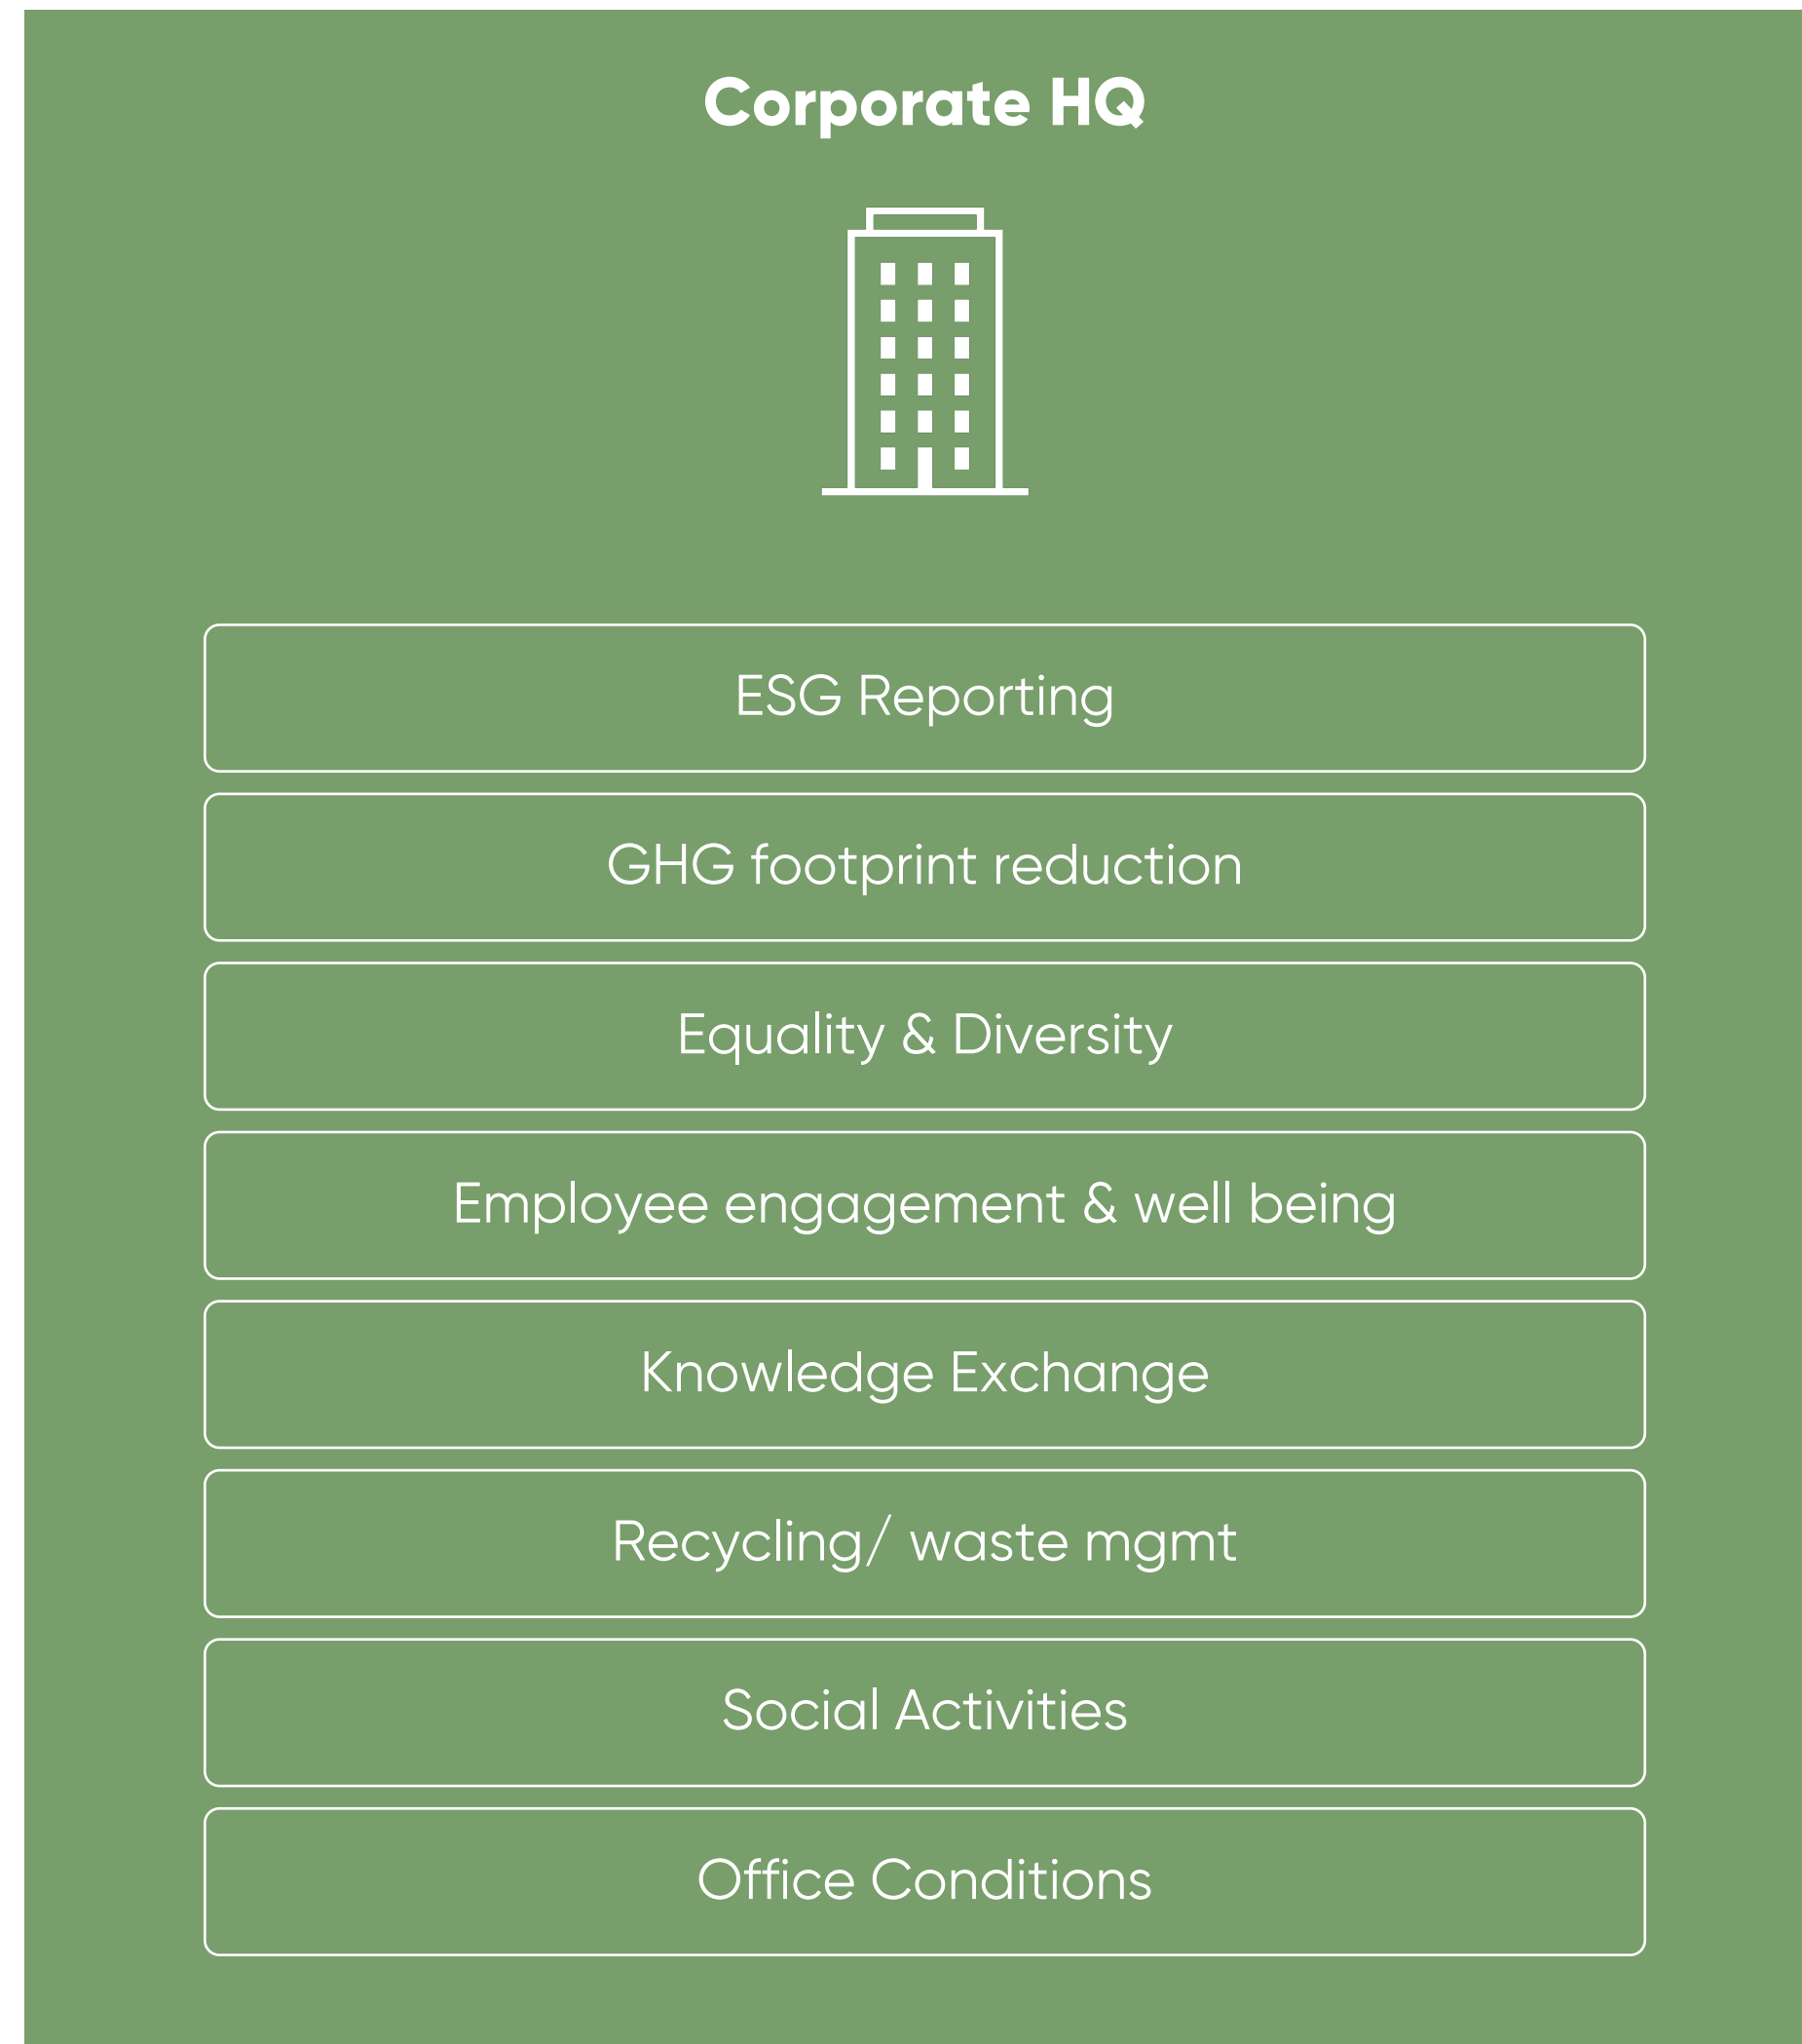 Corporate HQ
ESG Reporting
GHG footprint reduction
Equality & Diversity
Employee engagement & well being
Knowledge Exchange
Recycling/ waste mgmt
Social Activities
Office Conditions